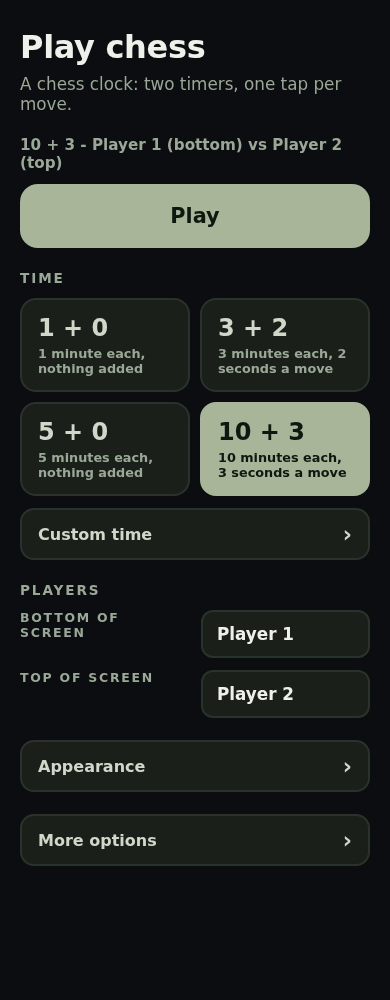 Play chess
A chess clock: two timers, one tap per
move.
10 + 3 - Player 1 (bottom) vs Player 2
(top)
Play
TIME
1 + 0
1 minute each,
nothing added
3 + 2
3 minutes each, 2
seconds a move
5 + 0
5 minutes each,
nothing added
10 + 3
10 minutes each,
3 seconds a move
Custom time
PLAYERS
BOTTOM OF
SCREEN
Player 1
TOP OF SCREEN
Player 2
Appearance
More options